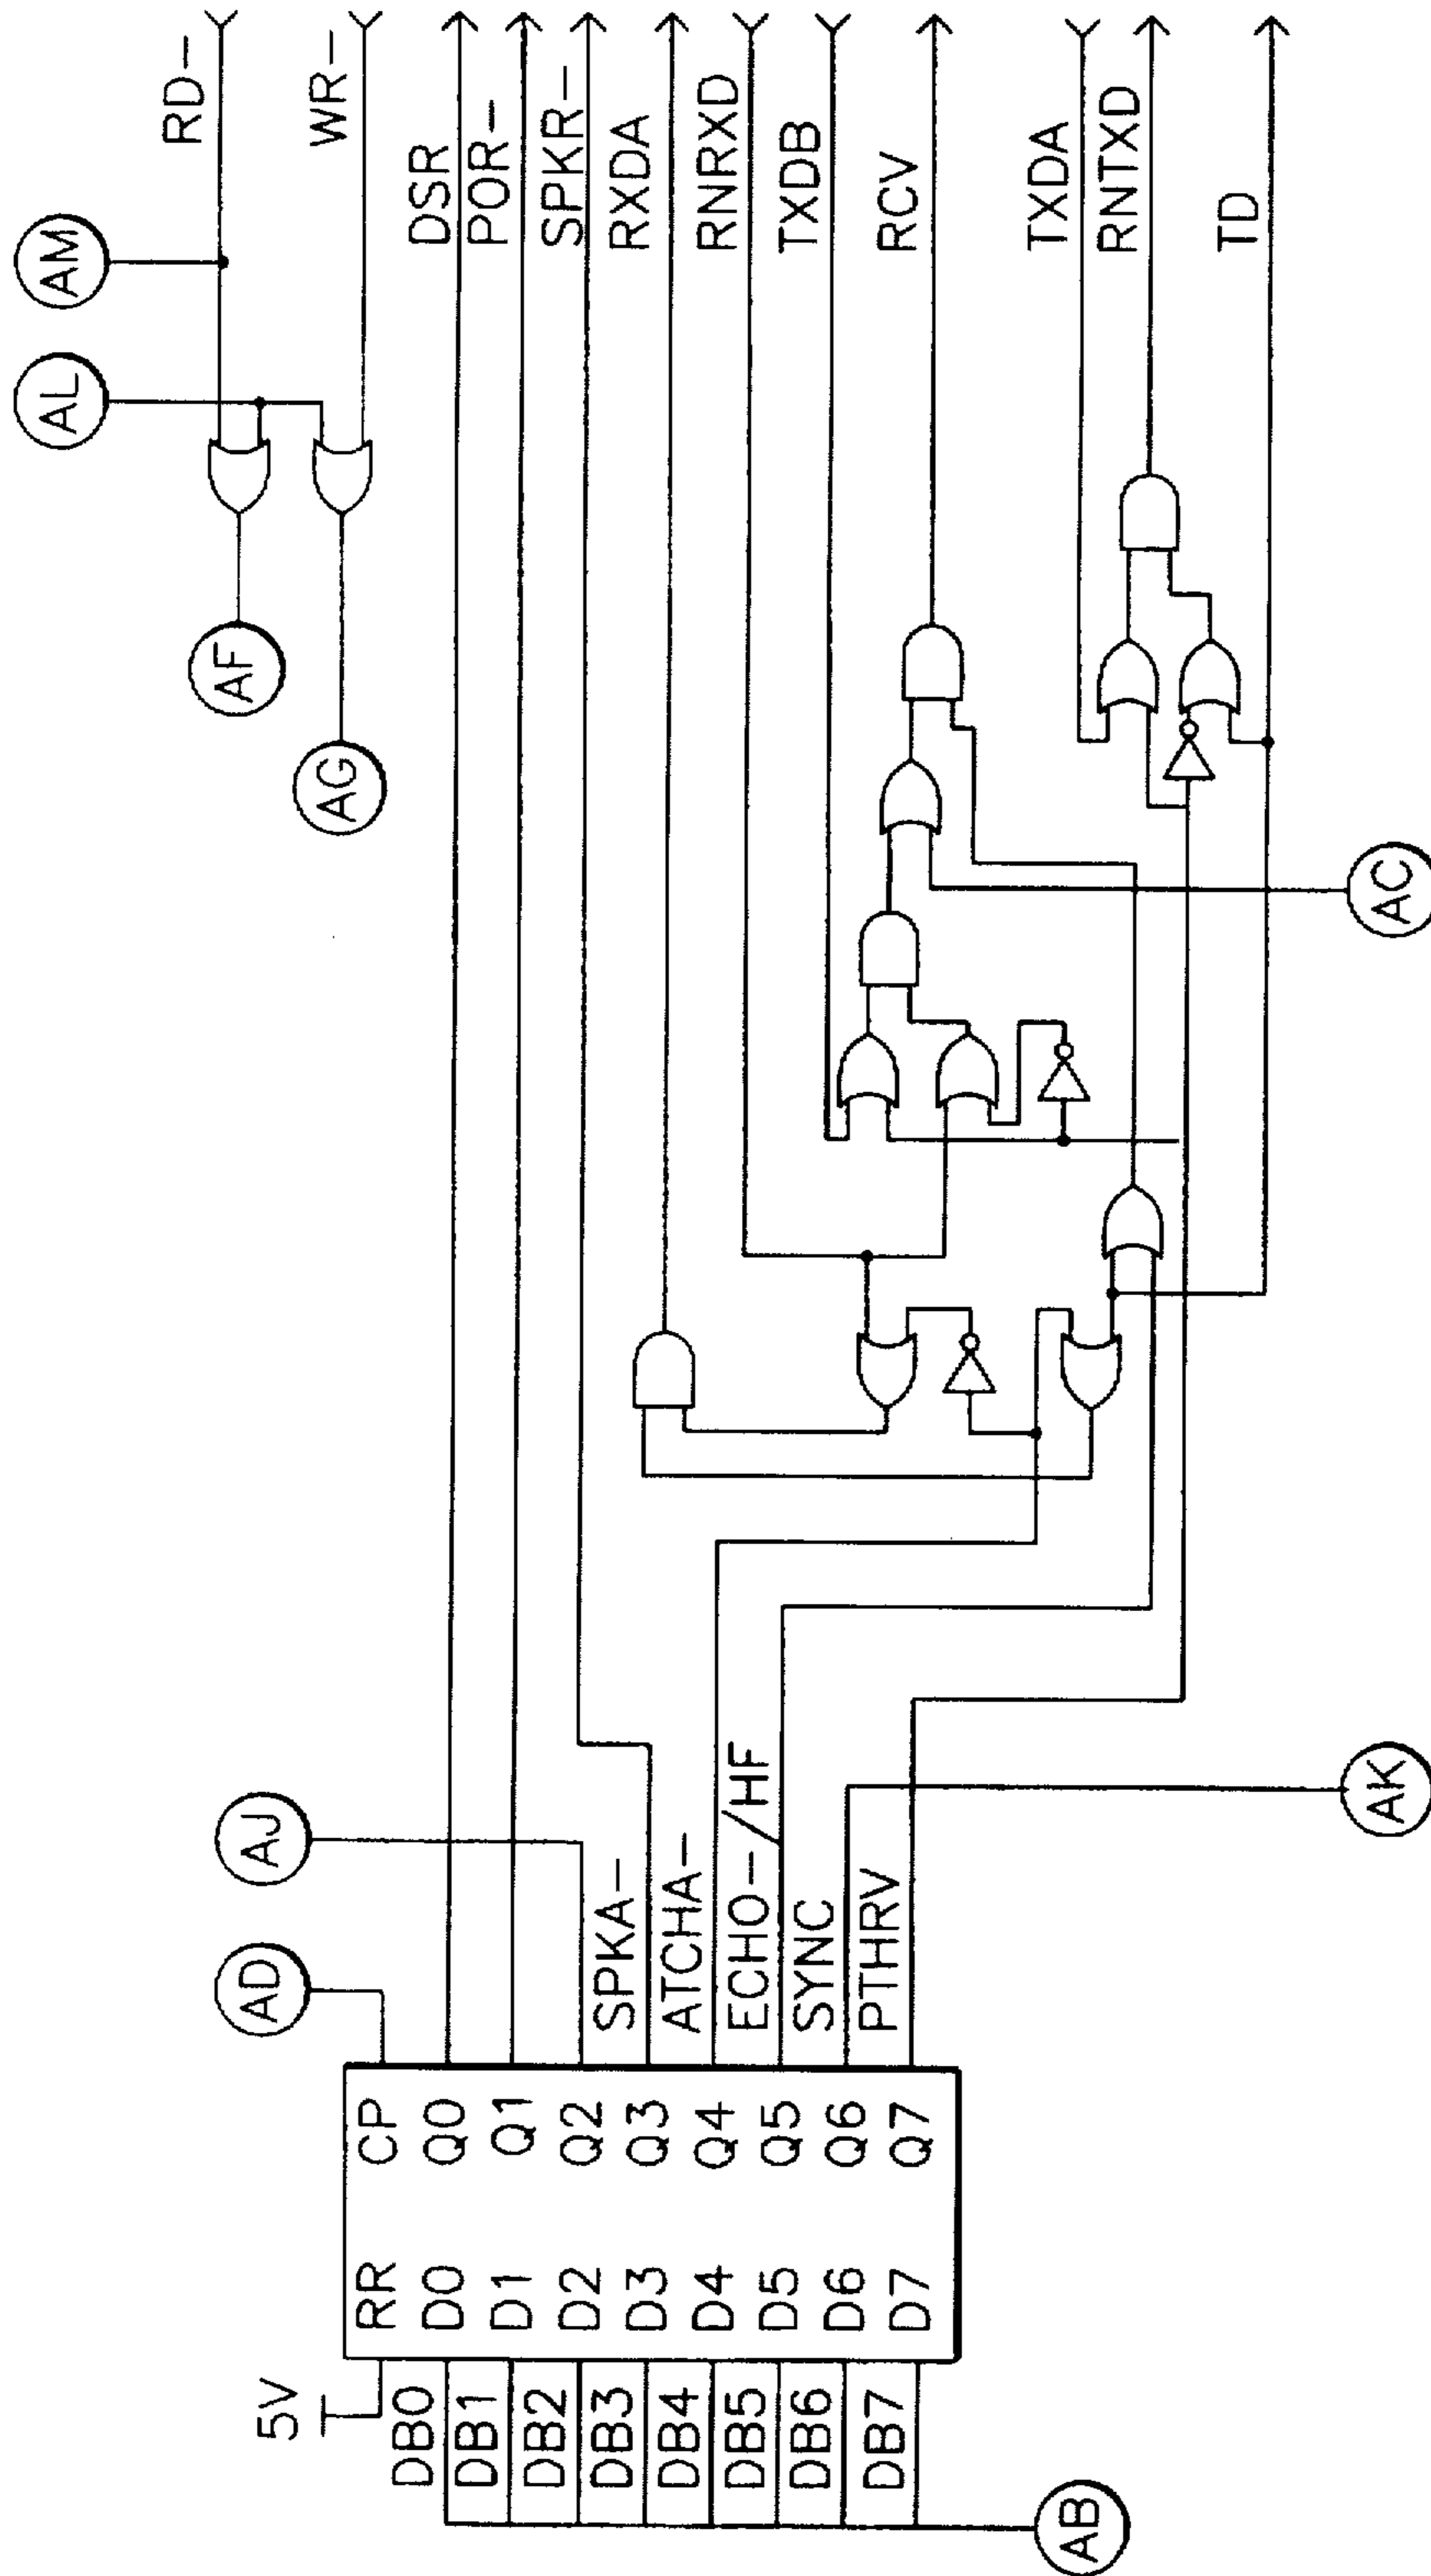 5V
RR CP
DB0 D0 Q0
DB1 D1 Q1
DB2 D2 Q2
DB3 D3 Q3
DB4 D4 Q4
DB5 D5 Q5
DB6 D6 Q6
DB7 D7 Q7
AB
AD
AJ
SPKA-
ATCHA-
ECHO-/HF
SYNC
PTHRV
AK
AC
AG
AF
AL
AM
RD-
WR-
DSR
POR-
SPKR-
RXDA
RNRXD
TXDB
RCV
TXDA
RNTXD
TD